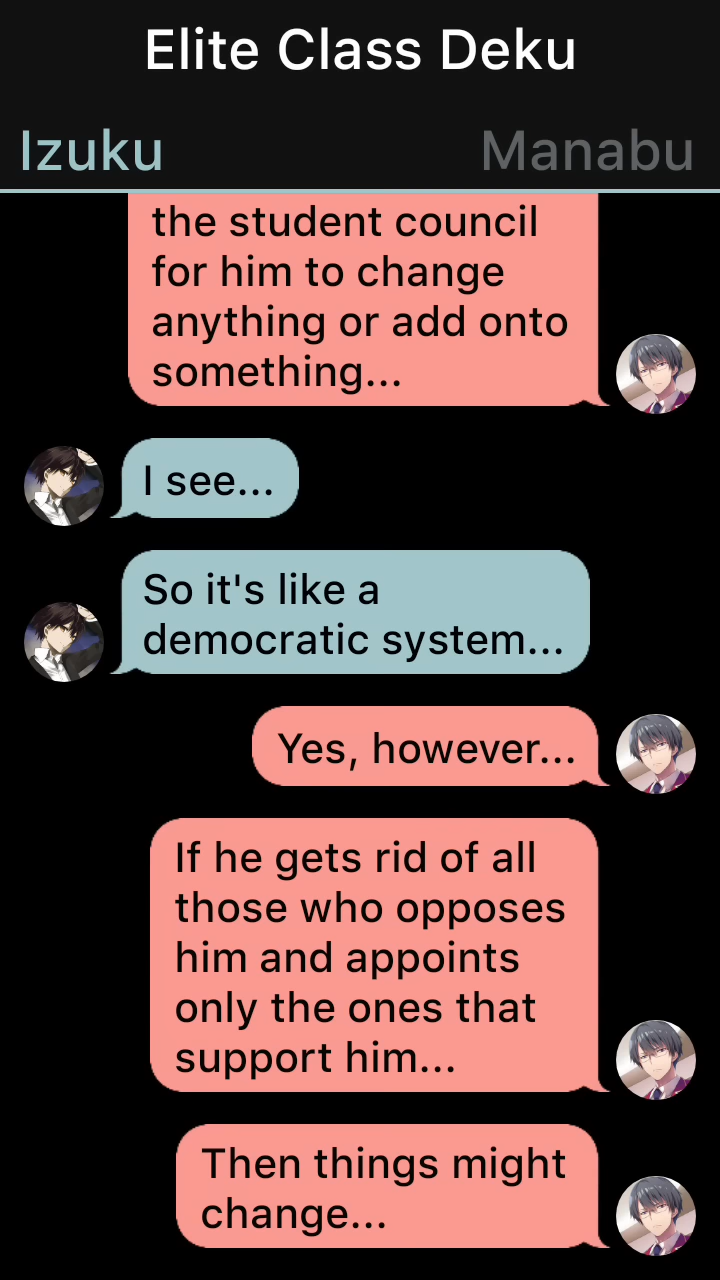 Elite Class Deku
Izuku
Manabu
the student council
for him to change
anything or add onto
something...
I see...
So it's like a
democratic system...
Yes, however...
If he gets rid of all
those who opposes
him and appoints
only the ones that
support him...
Then things might
change...